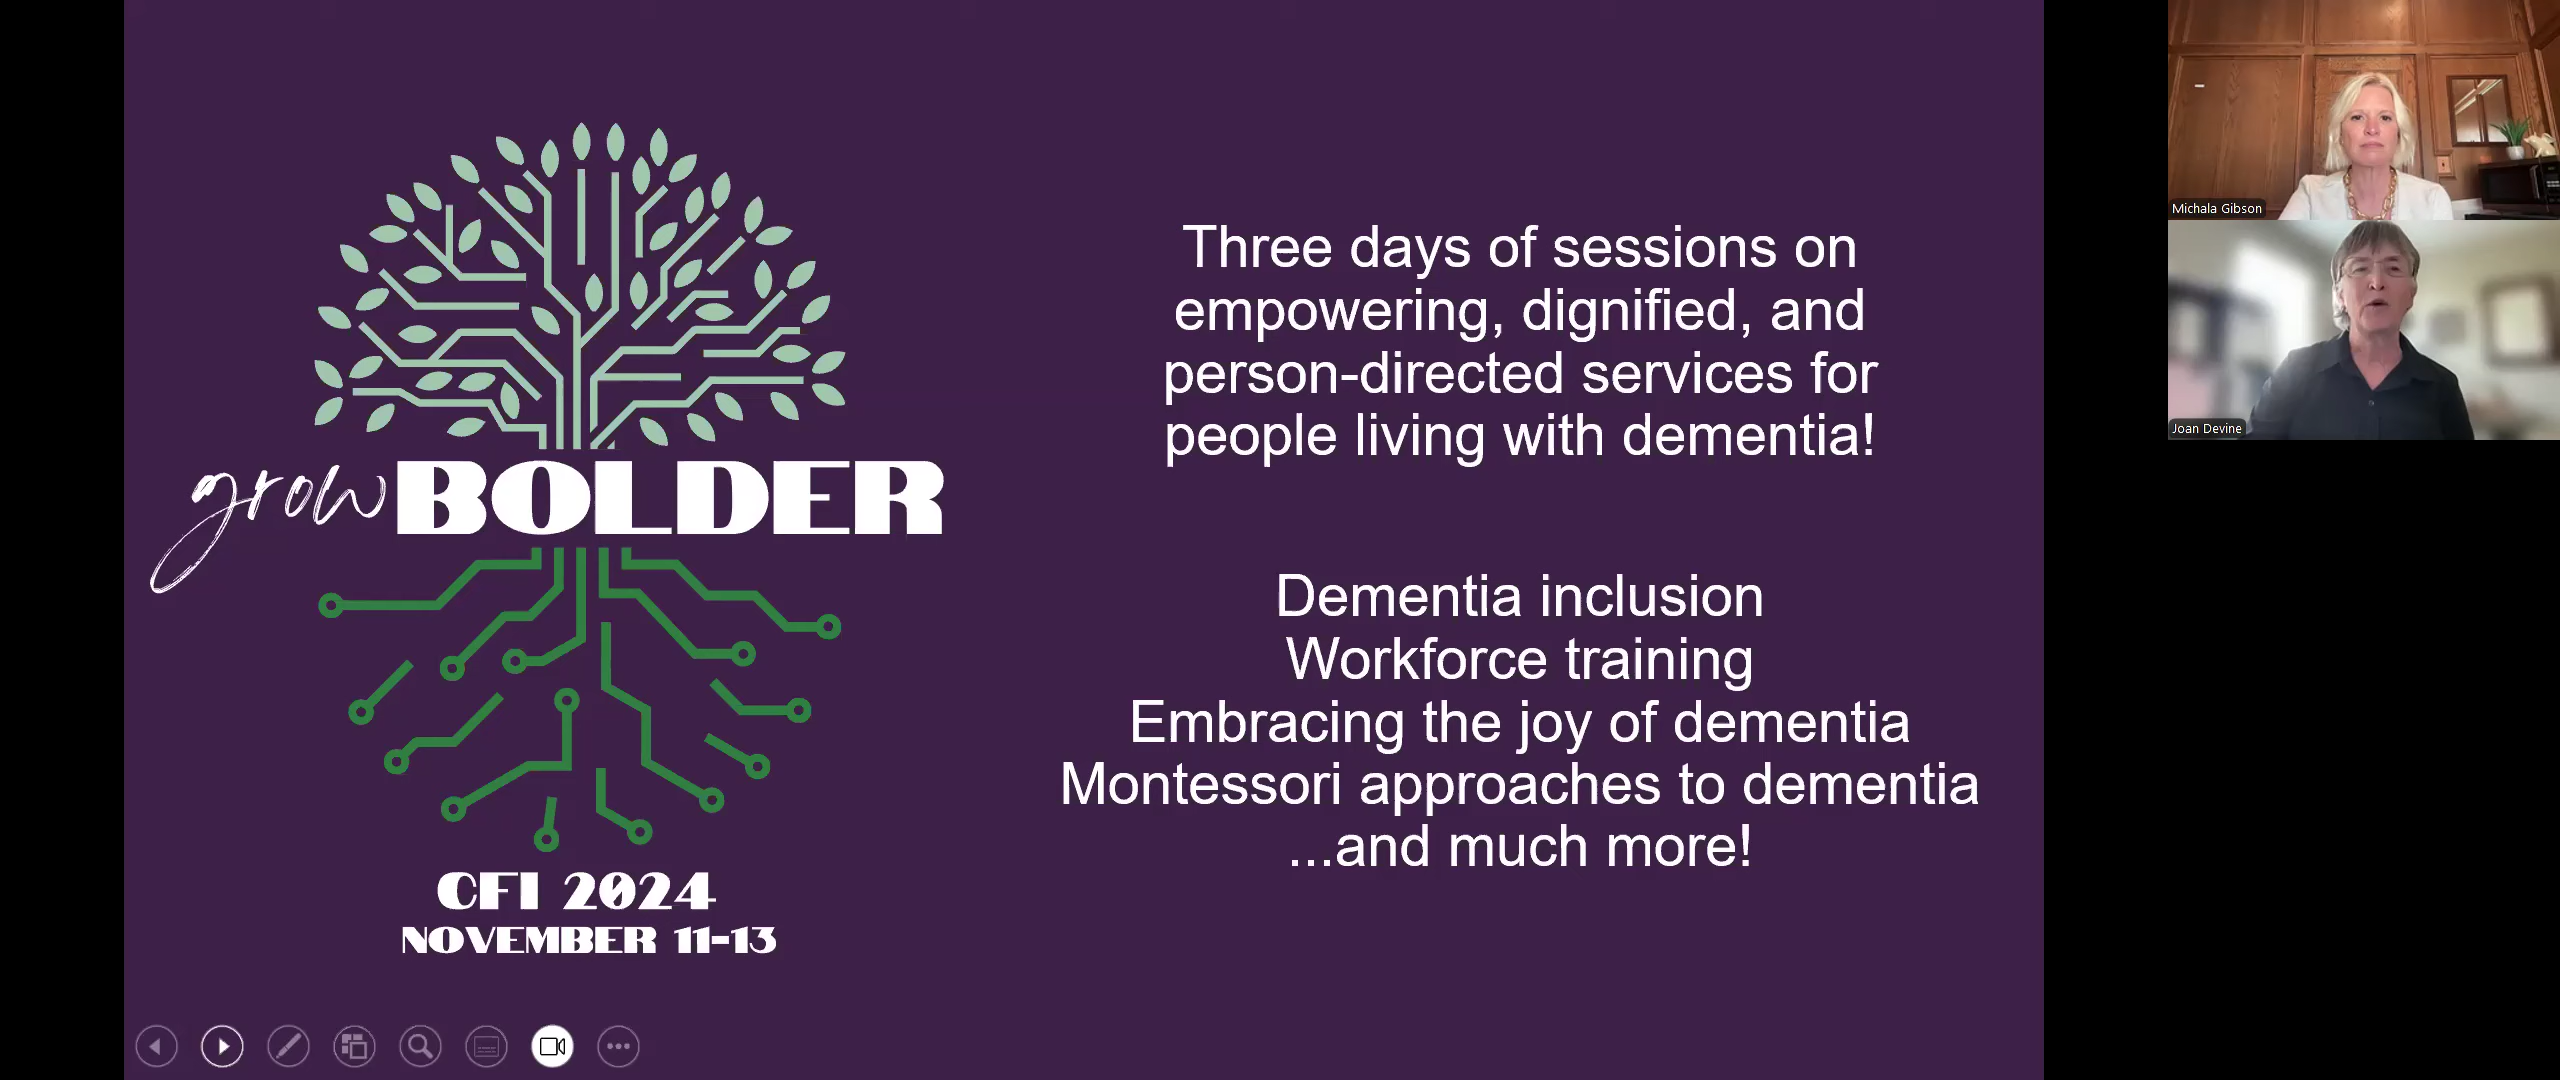 growBOLDER
CFI 2024
NOVEMBER 11-13
Three days of sessions on
empowering, dignified, and
person-directed services for
people living with dementia!
Dementia inclusion
Workforce training
Embracing the joy of dementia
Montessori approaches to dementia
...and much more!
Michala Gibson
Joan Devine